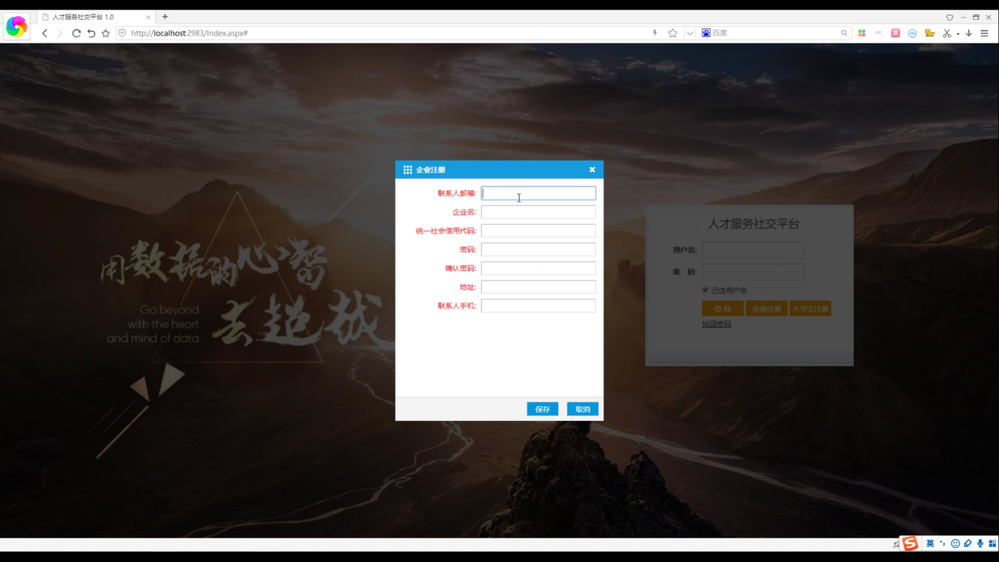 人才服务社交平台 1.0
http://localhost:2983/Index.aspx#
百度
企业注册
联系人邮箱:
企业名:
统一社会信用代码:
密码:
确认密码:
地址:
联系人手机:
保存
取消
用数据的心智
去超战
Go beyond
with the heart
and mind of data
人才服务社交平台
用户名:
密 码:
记住用户名
登 陆
企业注册
大学生注册
找回密码
英